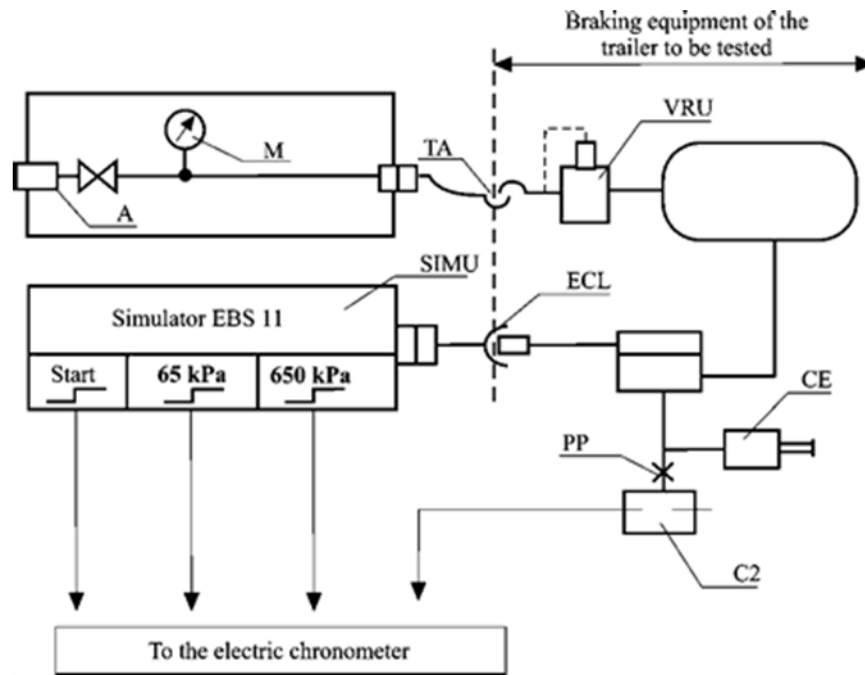 Braking equipment of the
trailer to be tested
VRU
TA
M
A
SIMU
ECL
Simulator EBS 11
Start
65 kPa
650 kPa
CE
PP
C2
To the electric chronometer